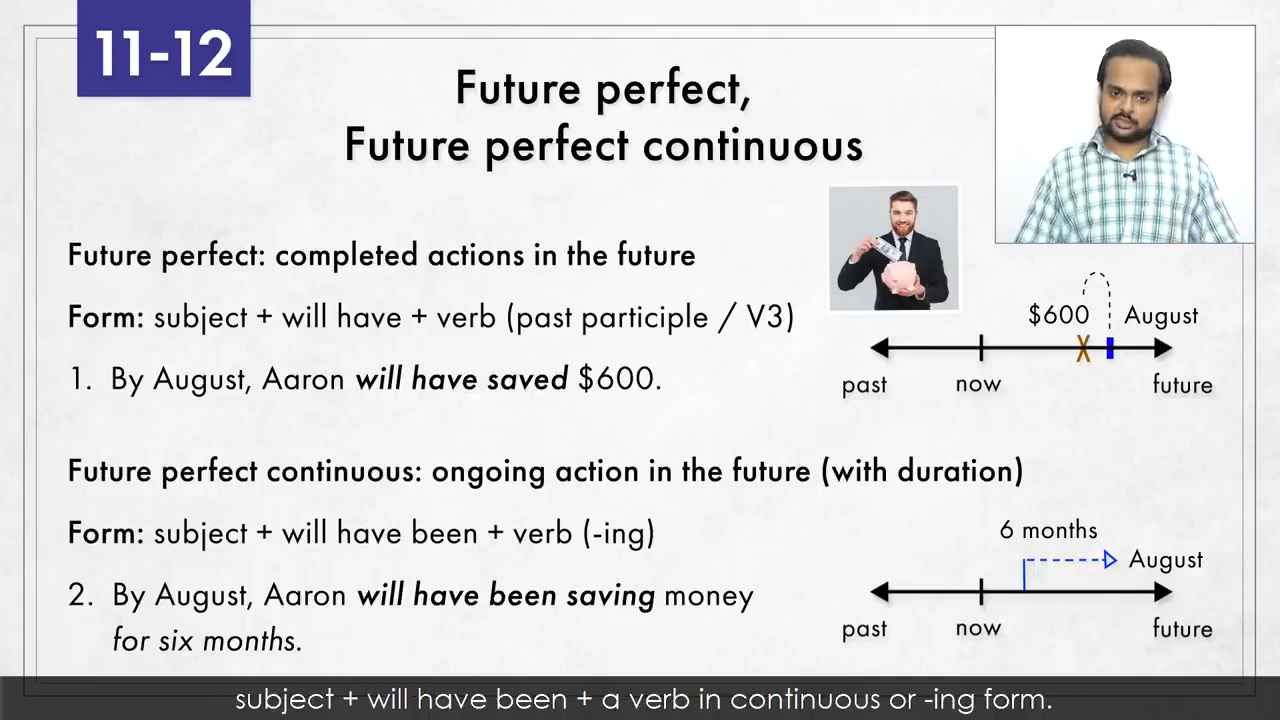 11-12
Future perfect,
Future perfect continuous
Future perfect: completed actions in the future
Form: subject + will have + verb (past participle / V3)
1. By August, Aaron will have saved $600.
$600 August
past now future
Future perfect continuous: ongoing action in the future (with duration)
Form: subject + will have been + verb (-ing)
2. By August, Aaron will have been saving money
for six months.
6 months
August
past now future
subject + will have been + a verb in continuous or -ing form.